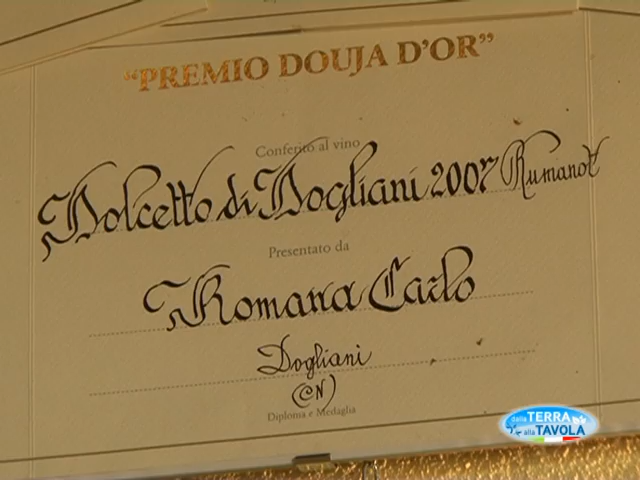 "PREMIO DOUJA D'OR"
Conferito al vino
Dolcetto di Dogliani 2007 Rumanot
Presentato da
Romana Carlo
Dogliani
(CN)
Diploma e Medaglia
dalla TERRA
alla TAVOLA